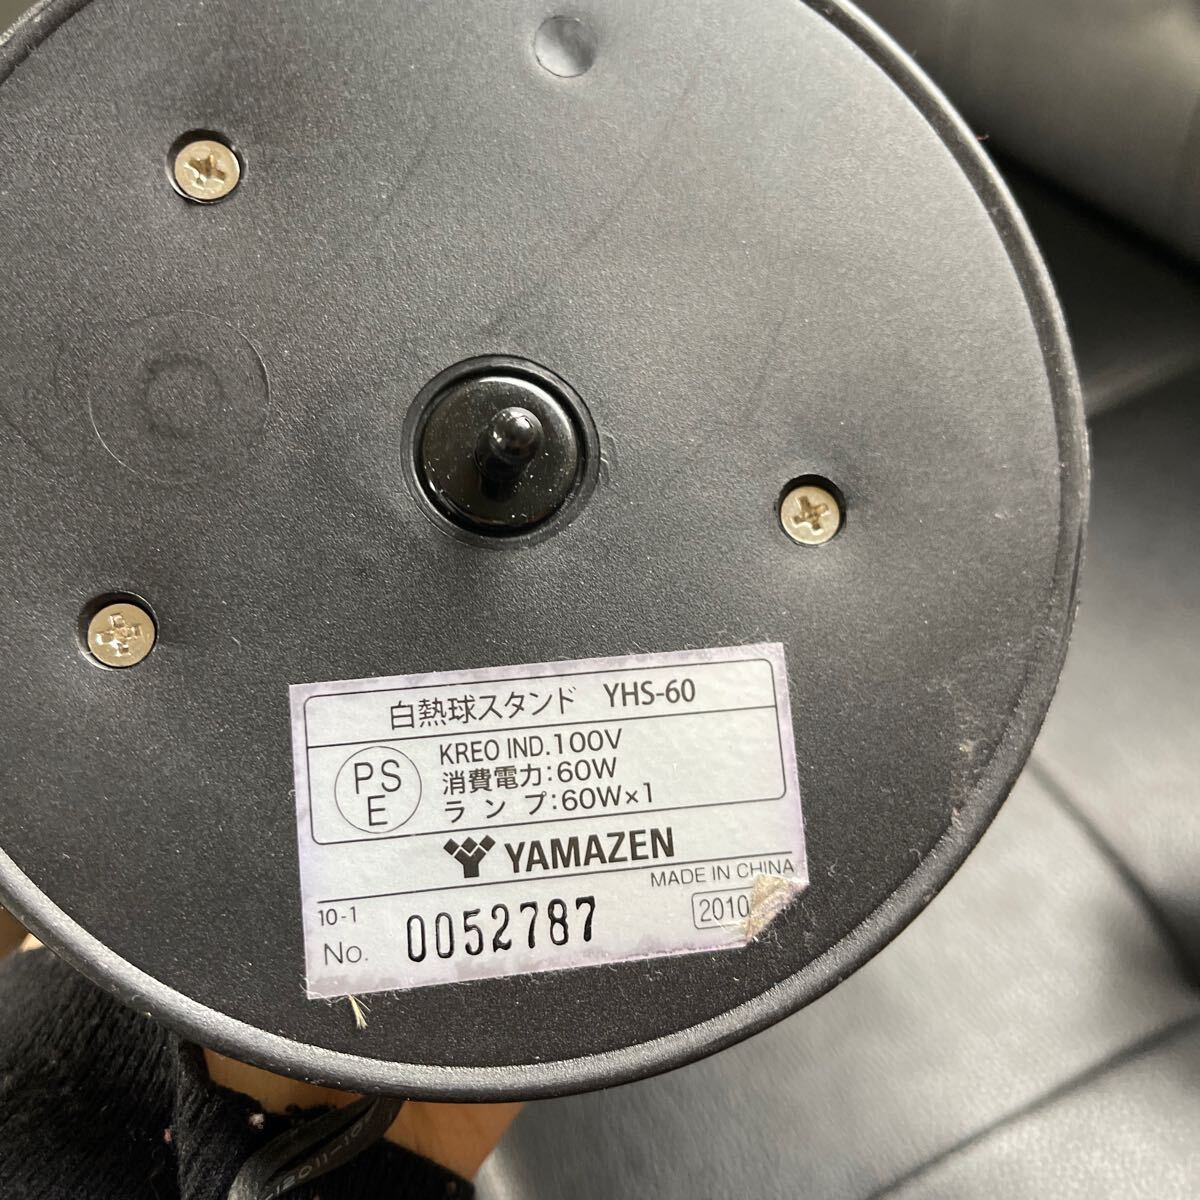 白熱球スタンド YHS-60
PS
E
KREO IND. 100V
消費電力:60W
ランプ:60W×1
YAMAZEN
MADE IN CHINA
10-1
No. 0052787
2010